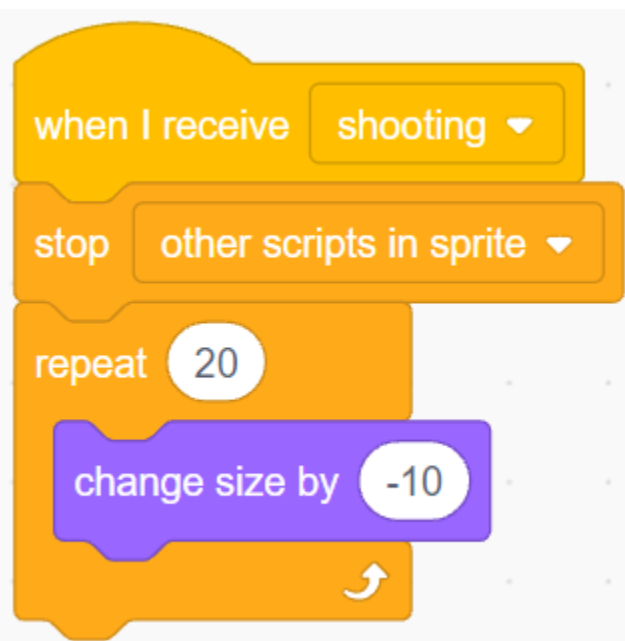 when I receive shooting
stop other scripts in sprite
repeat 20
change size by -10